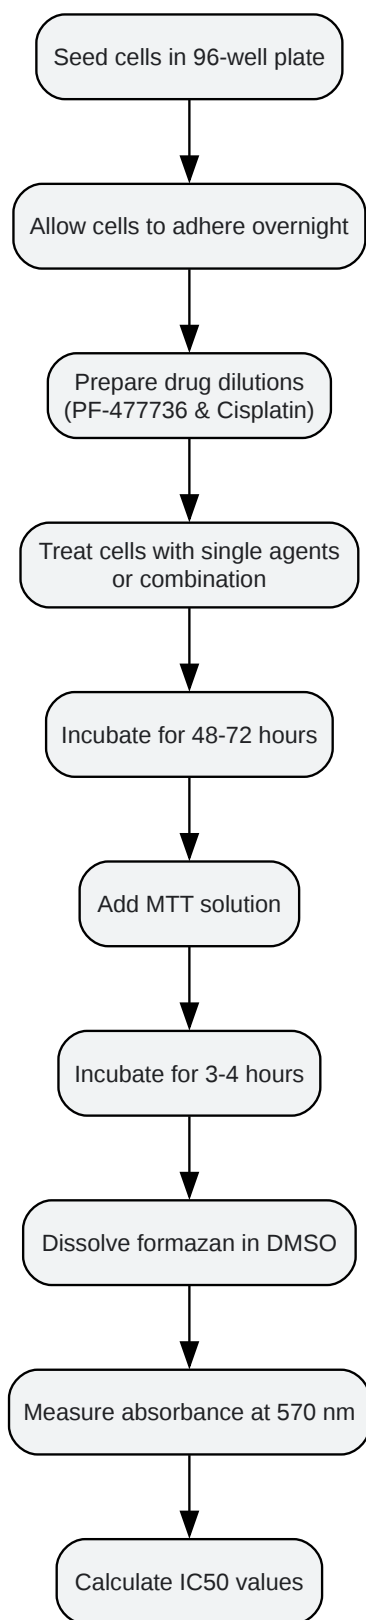 Seed cells in 96-well plate
Allow cells to adhere overnight
Prepare drug dilutions
(PF-477736 & Cisplatin)
Treat cells with single agents
or combination
Incubate for 48-72 hours
Add MTT solution
Incubate for 3-4 hours
Dissolve formazan in DMSO
Measure absorbance at 570 nm
Calculate IC50 values